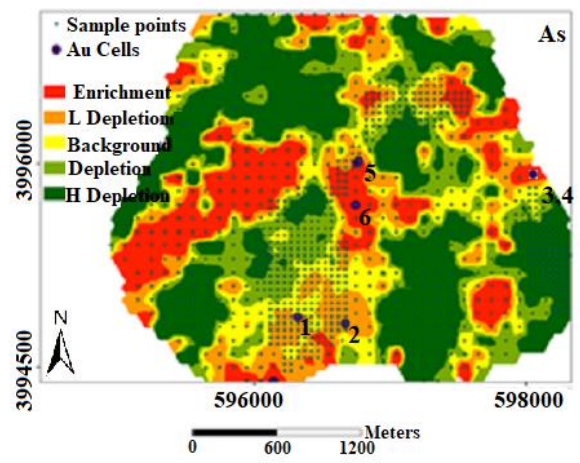 Sample points
As
Au Cells
Enrichment
L Depletion
Background
Depletion
H Depletion
3996000
3994500
5
6
3.4
1
2
N
596000
598000
Meters
0
600
1200